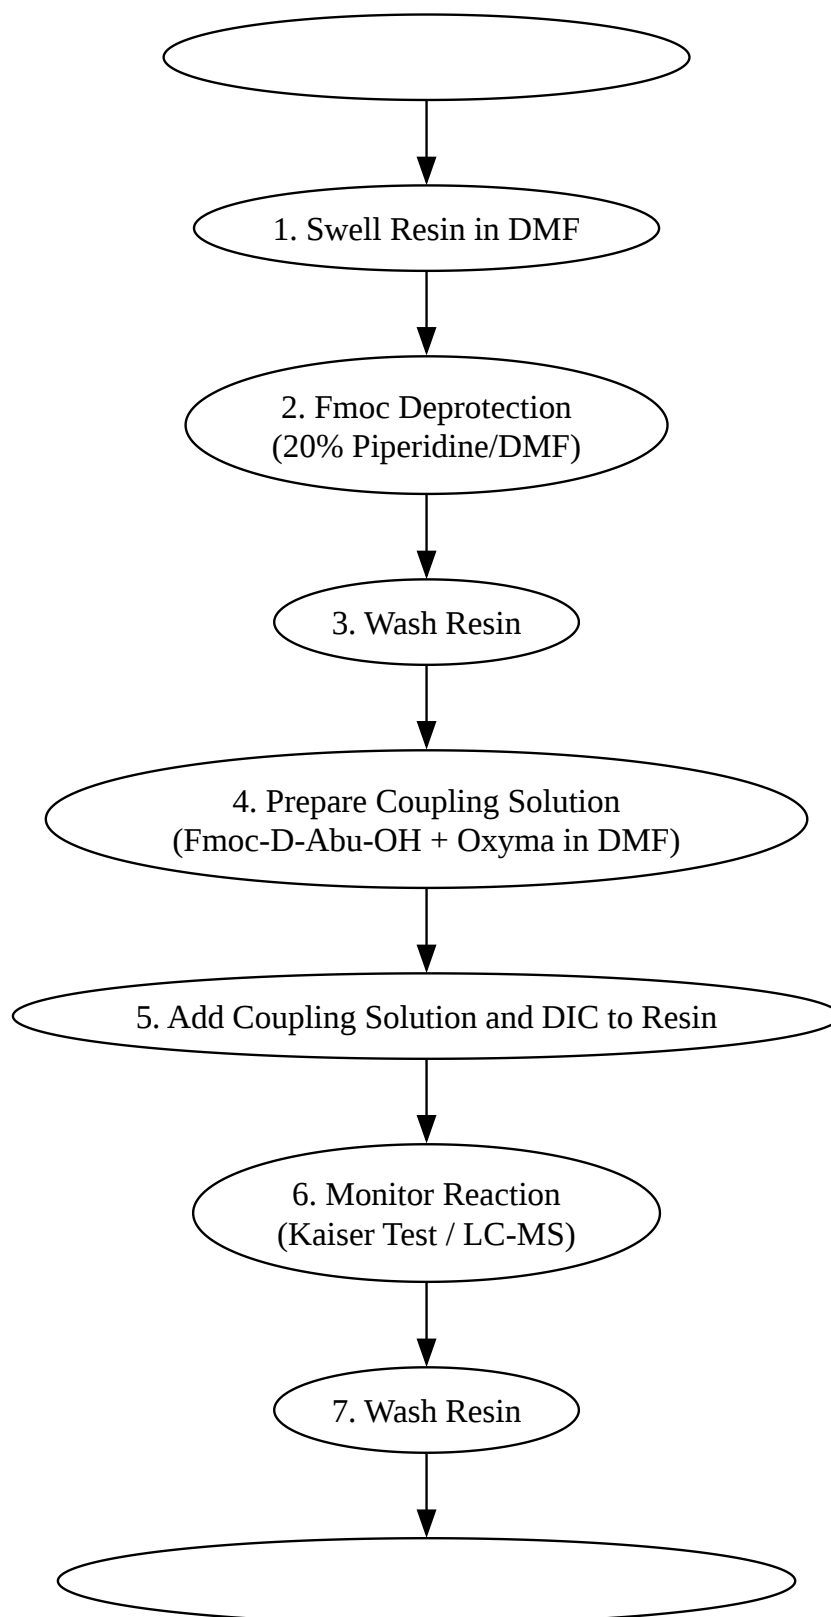 1. Swell Resin in DMF
2. Fmoc Deprotection
(20% Piperidine/DMF)
3. Wash Resin
4. Prepare Coupling Solution
(Fmoc-D-Abu-OH + Oxyma in DMF)
5. Add Coupling Solution and DIC to Resin
6. Monitor Reaction
(Kaiser Test / LC-MS)
7. Wash Resin